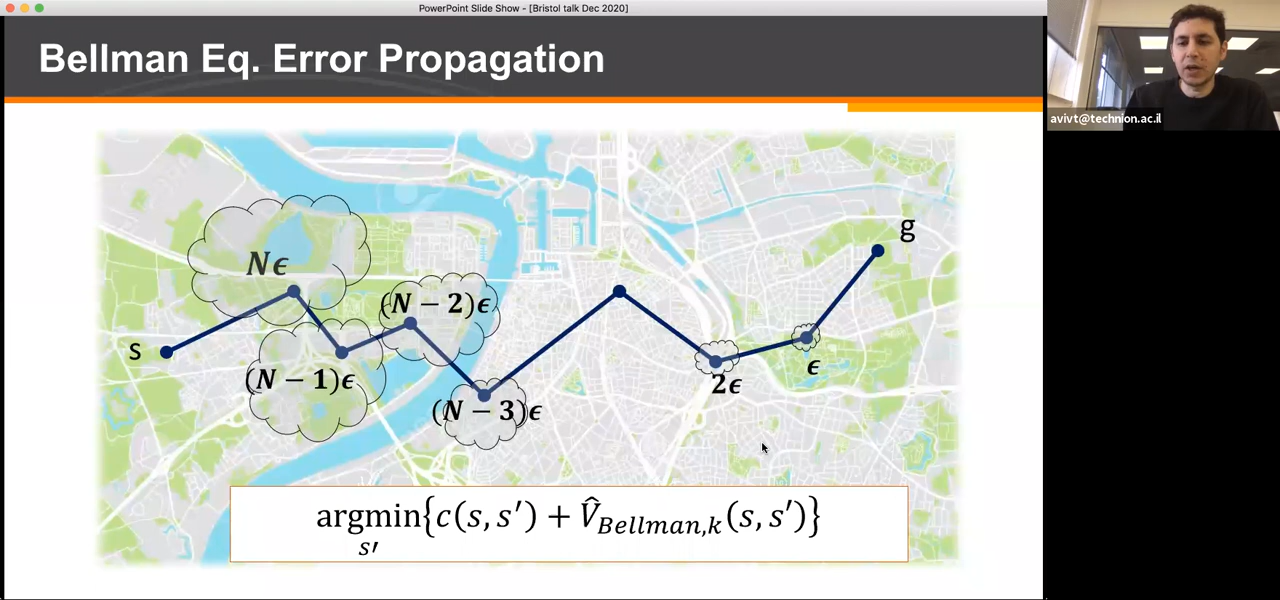 PowerPoint Slide Show - [Bristol talk Dec 2020]
Bellman Eq. Error Propagation
avivt@technion.ac.il
g
Nϵ
(N − 2)ϵ
s
(N − 1)ϵ
ϵ
2ϵ
(N − 3)ϵ
argmin{c(s, s′) + V̂_Bellman,k(s, s′)}
s′